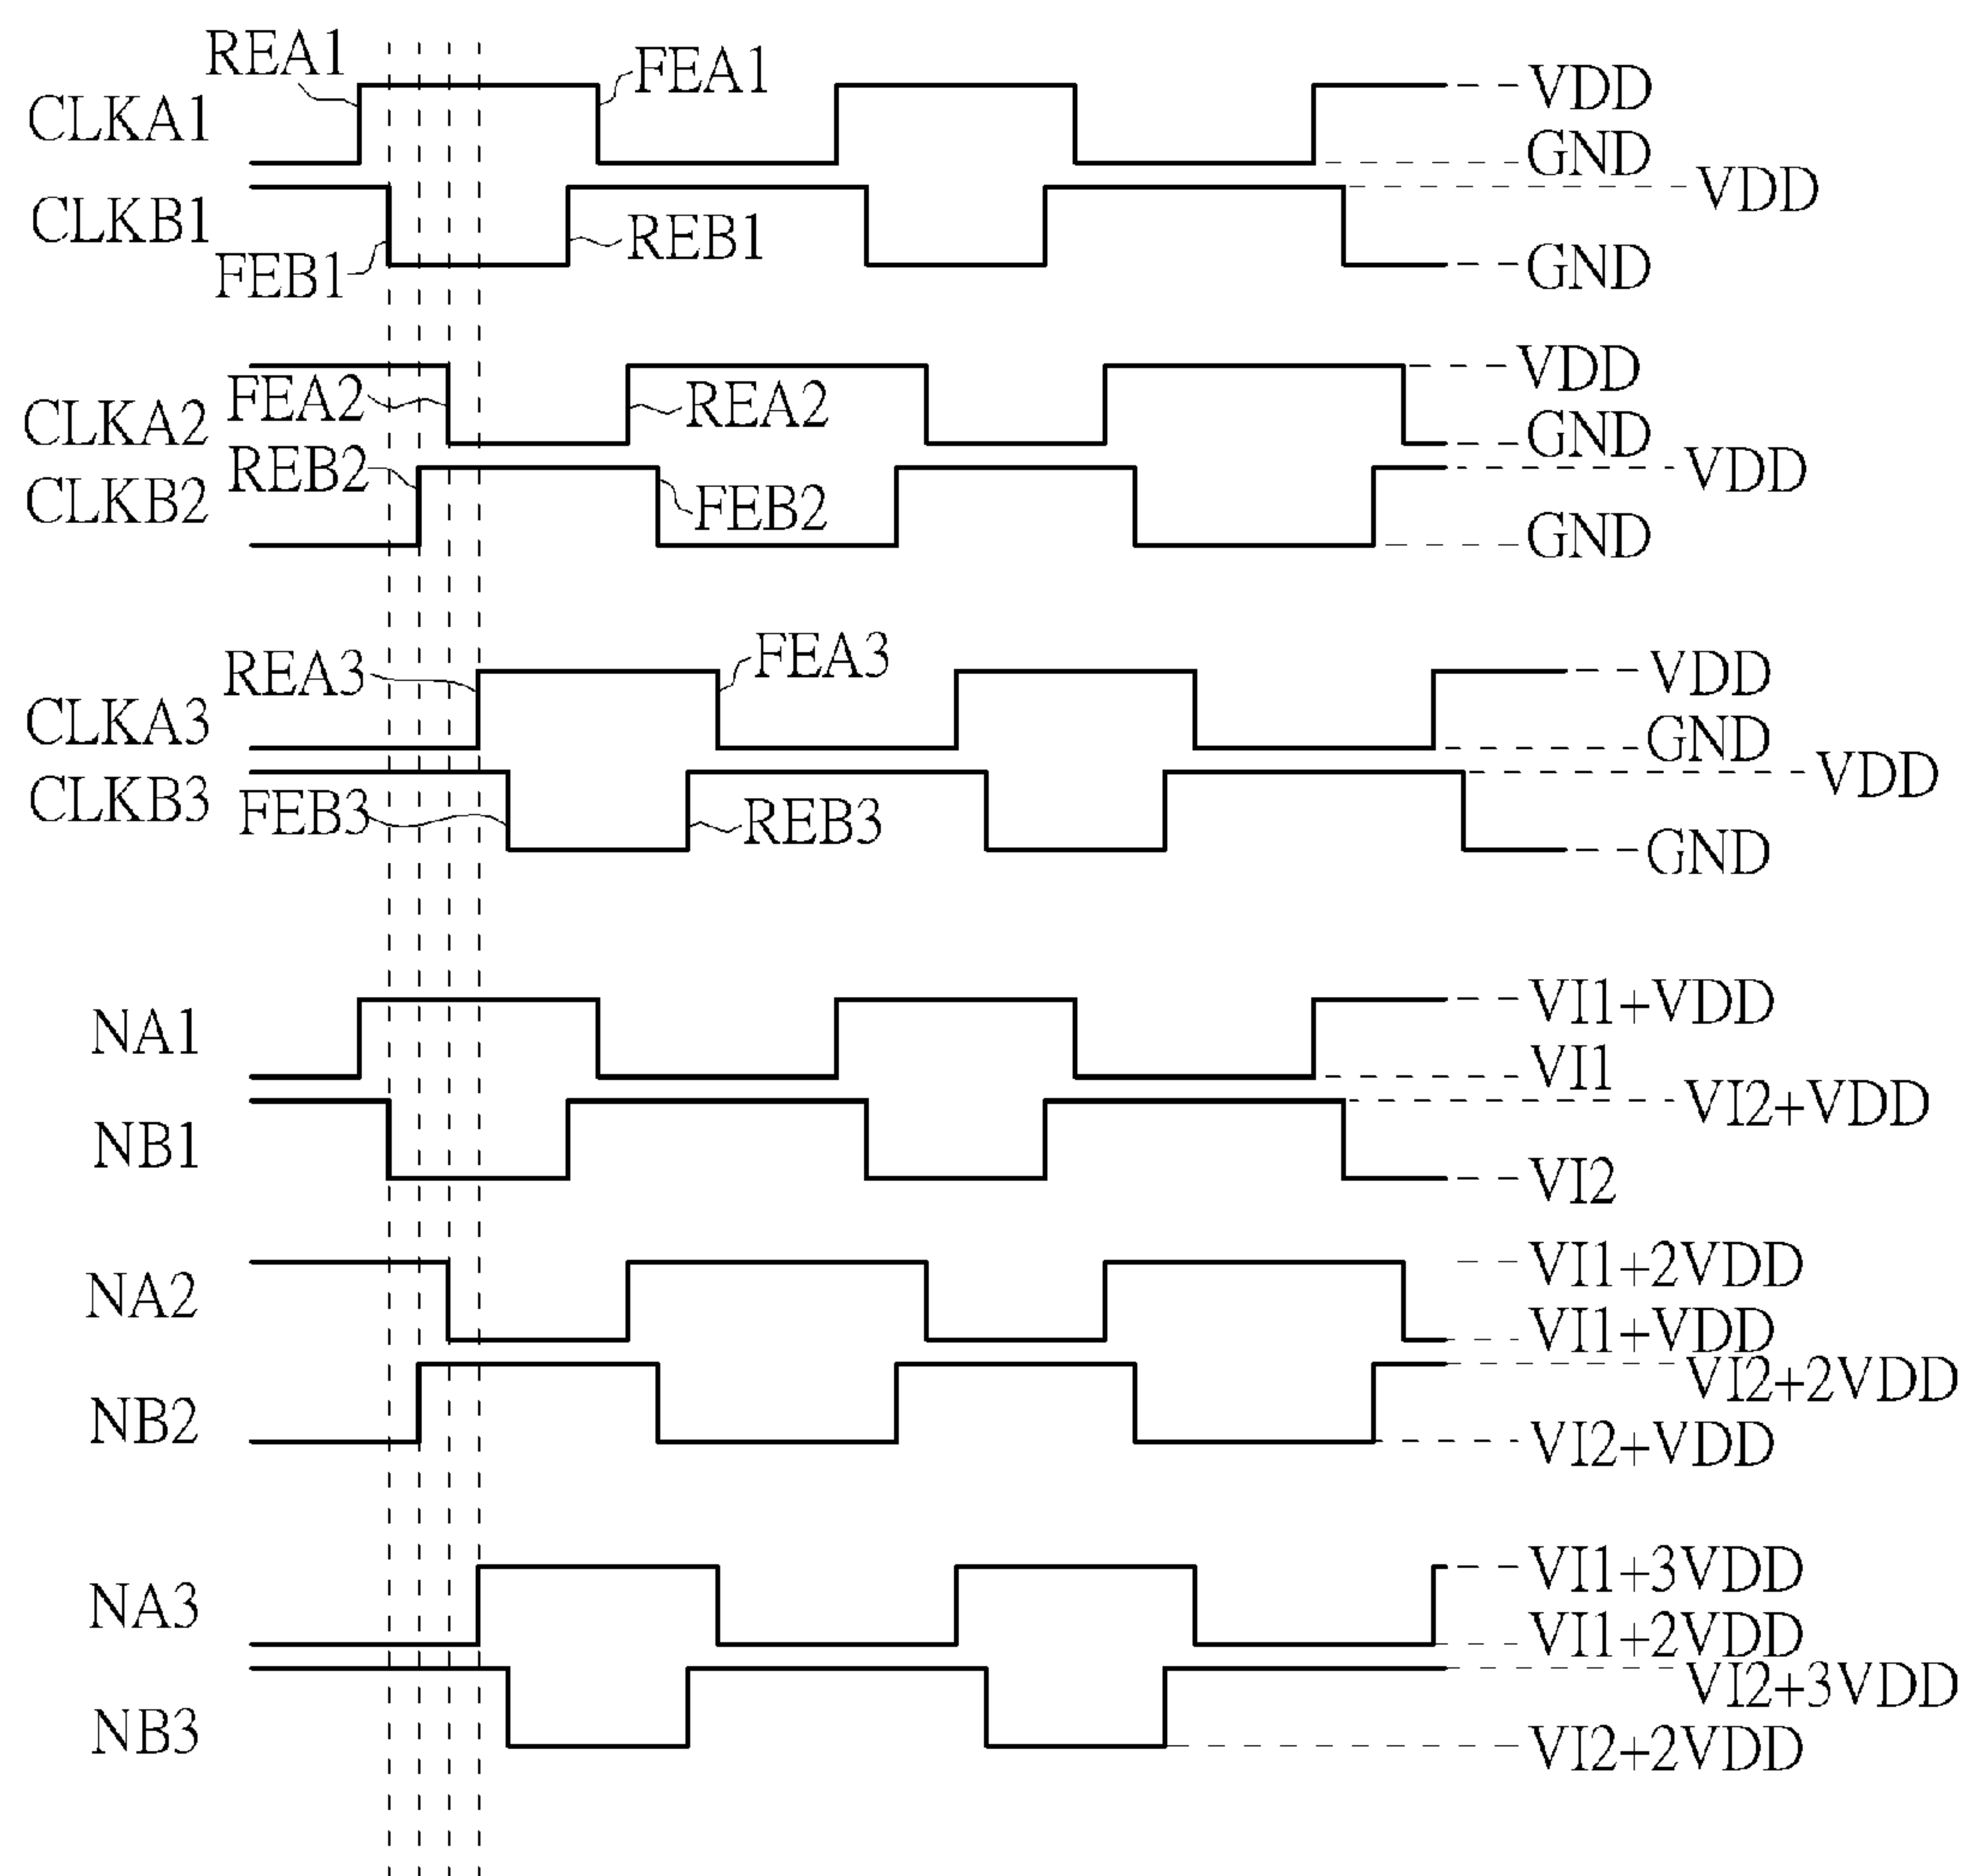 REA1
FEA1
VDD
CLKA1
GND
VDD
CLKB1
REB1
FEB1
GND
VDD
FEA2
REA2
CLKA2
GND
REB2
VDD
CLKB2
FEB2
GND
FEA3
REA3
VDD
CLKA3
GND
VDD
CLKB3
FEB3
REB3
GND
VI1+VDD
NA1
VI1
VI2+VDD
NB1
VI2
VI1+2VDD
NA2
VI1+VDD
VI2+2VDD
NB2
VI2+VDD
VI1+3VDD
NA3
VI1+2VDD
VI2+3VDD
NB3
VI2+2VDD